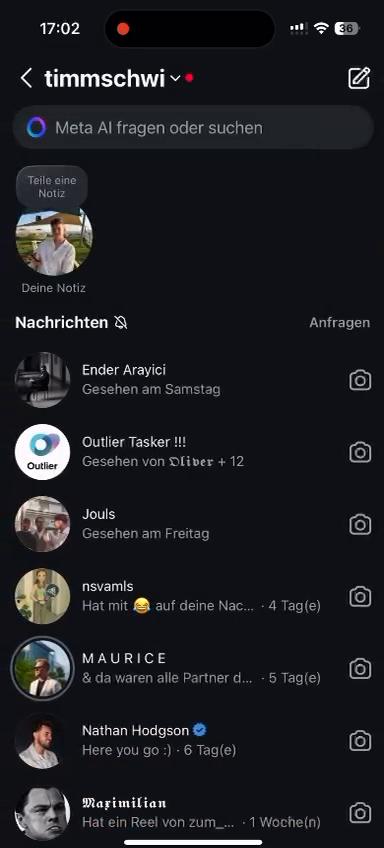 17:02
36
timmschwi
Meta AI fragen oder suchen
Teile eine
Notiz
Deine Notiz
Nachrichten
Anfragen
Ender Arayici
Gesehen am Samstag
Outlier
Outlier Tasker !!!
Gesehen von 𝕺𝖑𝖎𝖛𝖊𝖗 + 12
Jouls
Gesehen am Freitag
nsvamls
Hat mit 😂 auf deine Nac... · 4 Tag(e)
M A U R I C E
& da waren alle Partner d... · 5 Tag(e)
Nathan Hodgson
Here you go :) · 6 Tag(e)
𝕸𝖆𝖝𝖎𝖒𝖎𝖑𝖎𝖆𝖓
Hat ein Reel von zum_... · 1 Woche(n)